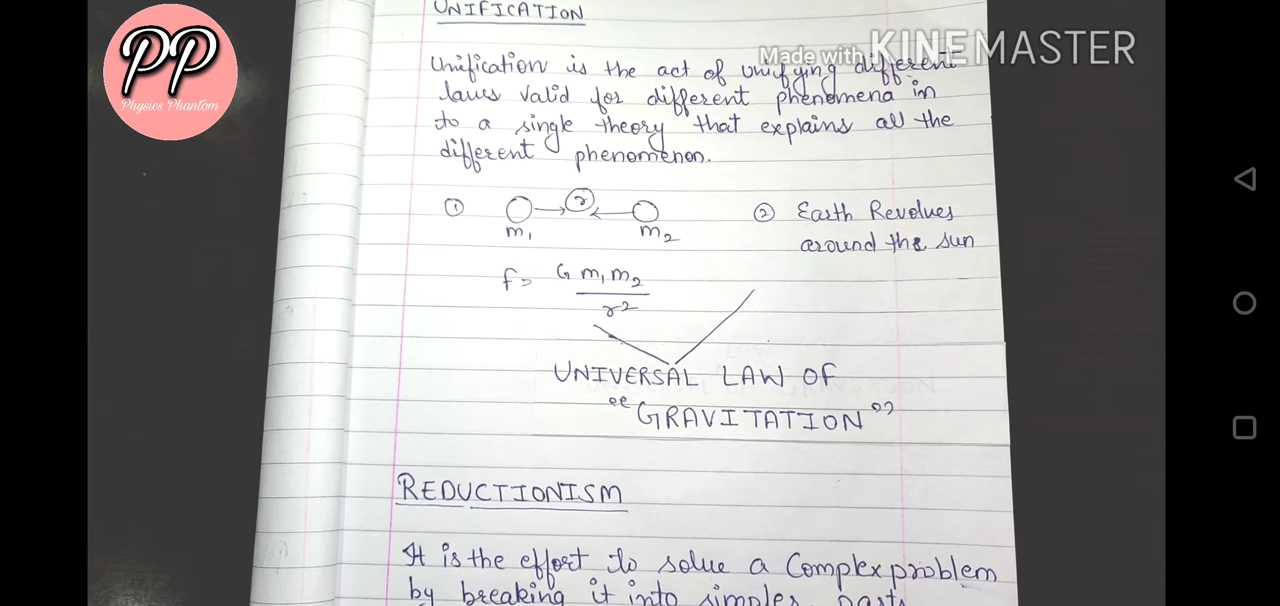 UNIFICATION
PP
Physics Phantom
Made with KINEMASTER
Unification is the act of unifying different
laws valid for different phenomena in
to a single theory that explains all the
different phenomenon.
① r ② Earth Revolves
m1 m2 around the sun
f = G m1 m2
r2
UNIVERSAL LAW OF
"GRAVITATION"
REDUCTIONISM
It is the effort to solve a Complex problem
by breaking it into simpler parts